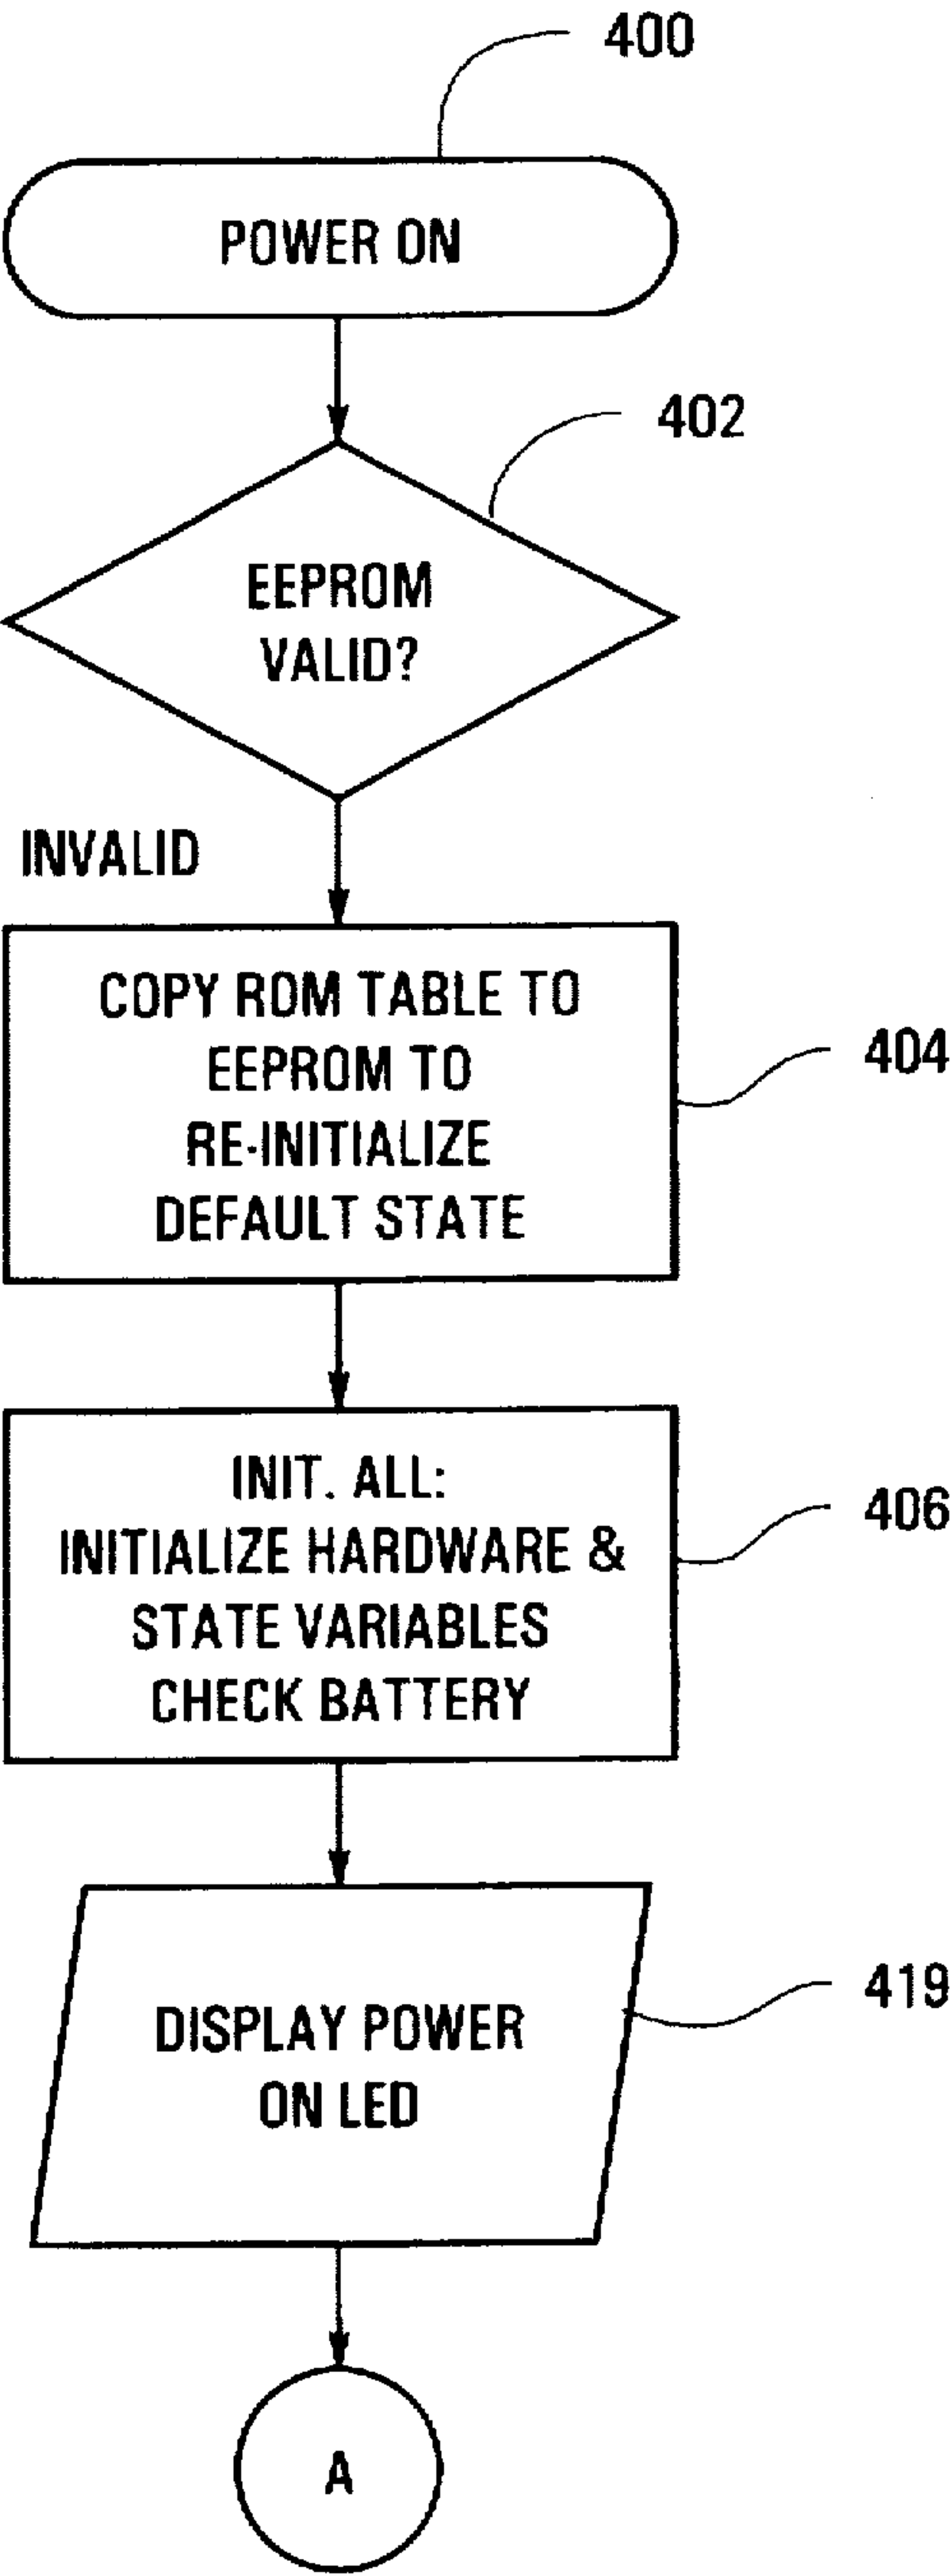 400
POWER ON
402
EEPROM
VALID?
INVALID
COPY ROM TABLE TO
EEPROM TO
RE-INITIALIZE
DEFAULT STATE
404
INIT. ALL:
INITIALIZE HARDWARE &
STATE VARIABLES
CHECK BATTERY
406
DISPLAY POWER
ON LED
419
A